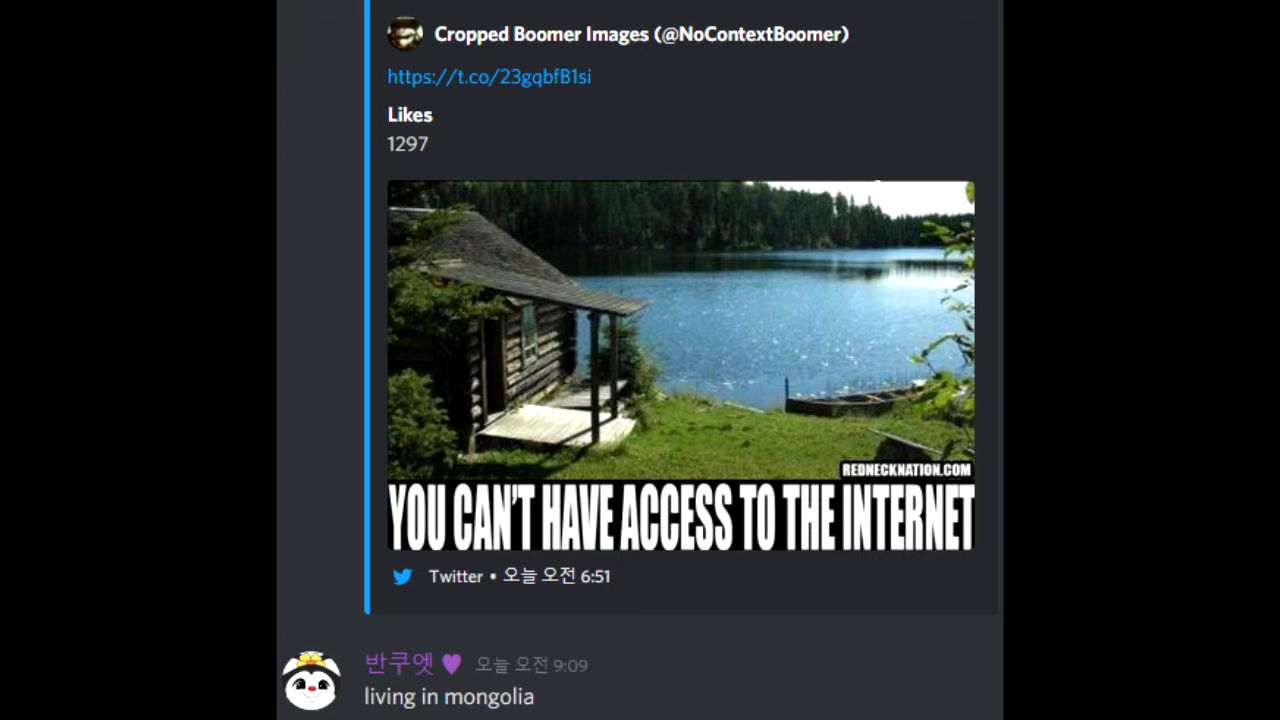 Cropped Boomer Images (@NoContextBoomer)
https://t.co/23gqbfB1si
Likes
1297
REDNECKNATION.COM
YOU CAN'T HAVE ACCESS TO THE INTERNET
Twitter • 오늘 오전 6:51
반쿠엣 💜 오늘 오전 9:09
living in mongolia